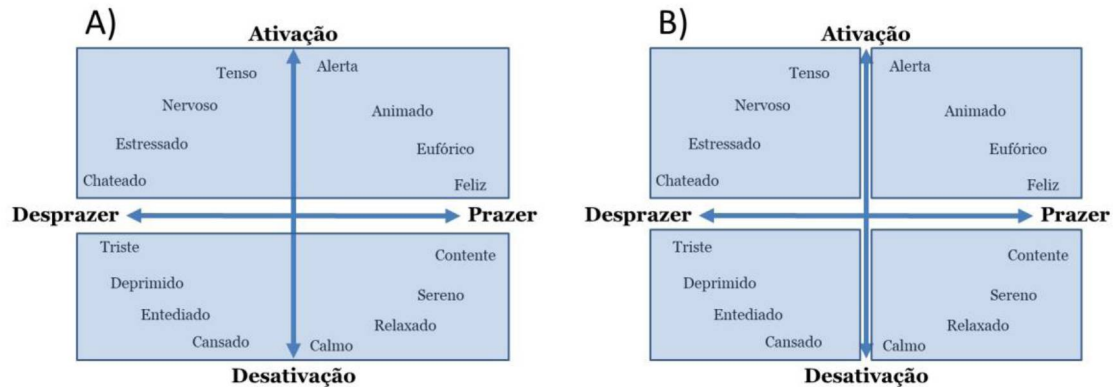 A)
Ativação
Tenso
Alerta
Nervoso
Animado
Estressado
Eufórico
Chateado
Feliz
Desprazer
Prazer
Triste
Contente
Deprimido
Sereno
Entediado
Relaxado
Cansado
Calmo
Desativação
B)
Ativação
Tenso
Alerta
Nervoso
Animado
Estressado
Eufórico
Chateado
Feliz
Desprazer
Prazer
Triste
Contente
Deprimido
Sereno
Entediado
Relaxado
Cansado
Calmo
Desativação